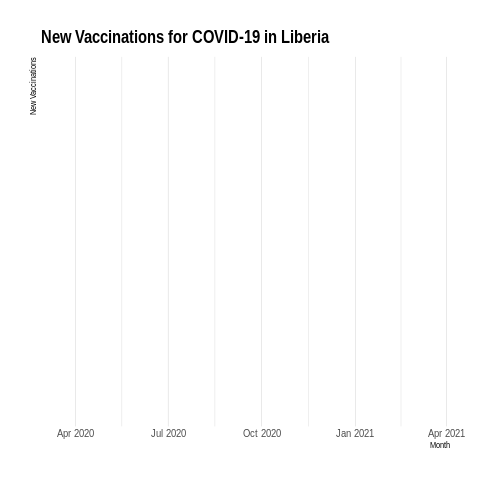 New Vaccinations for COVID-19 in Liberia
New Vaccinations
Apr 2020 Jul 2020 Oct 2020 Jan 2021 Apr 2021
Month